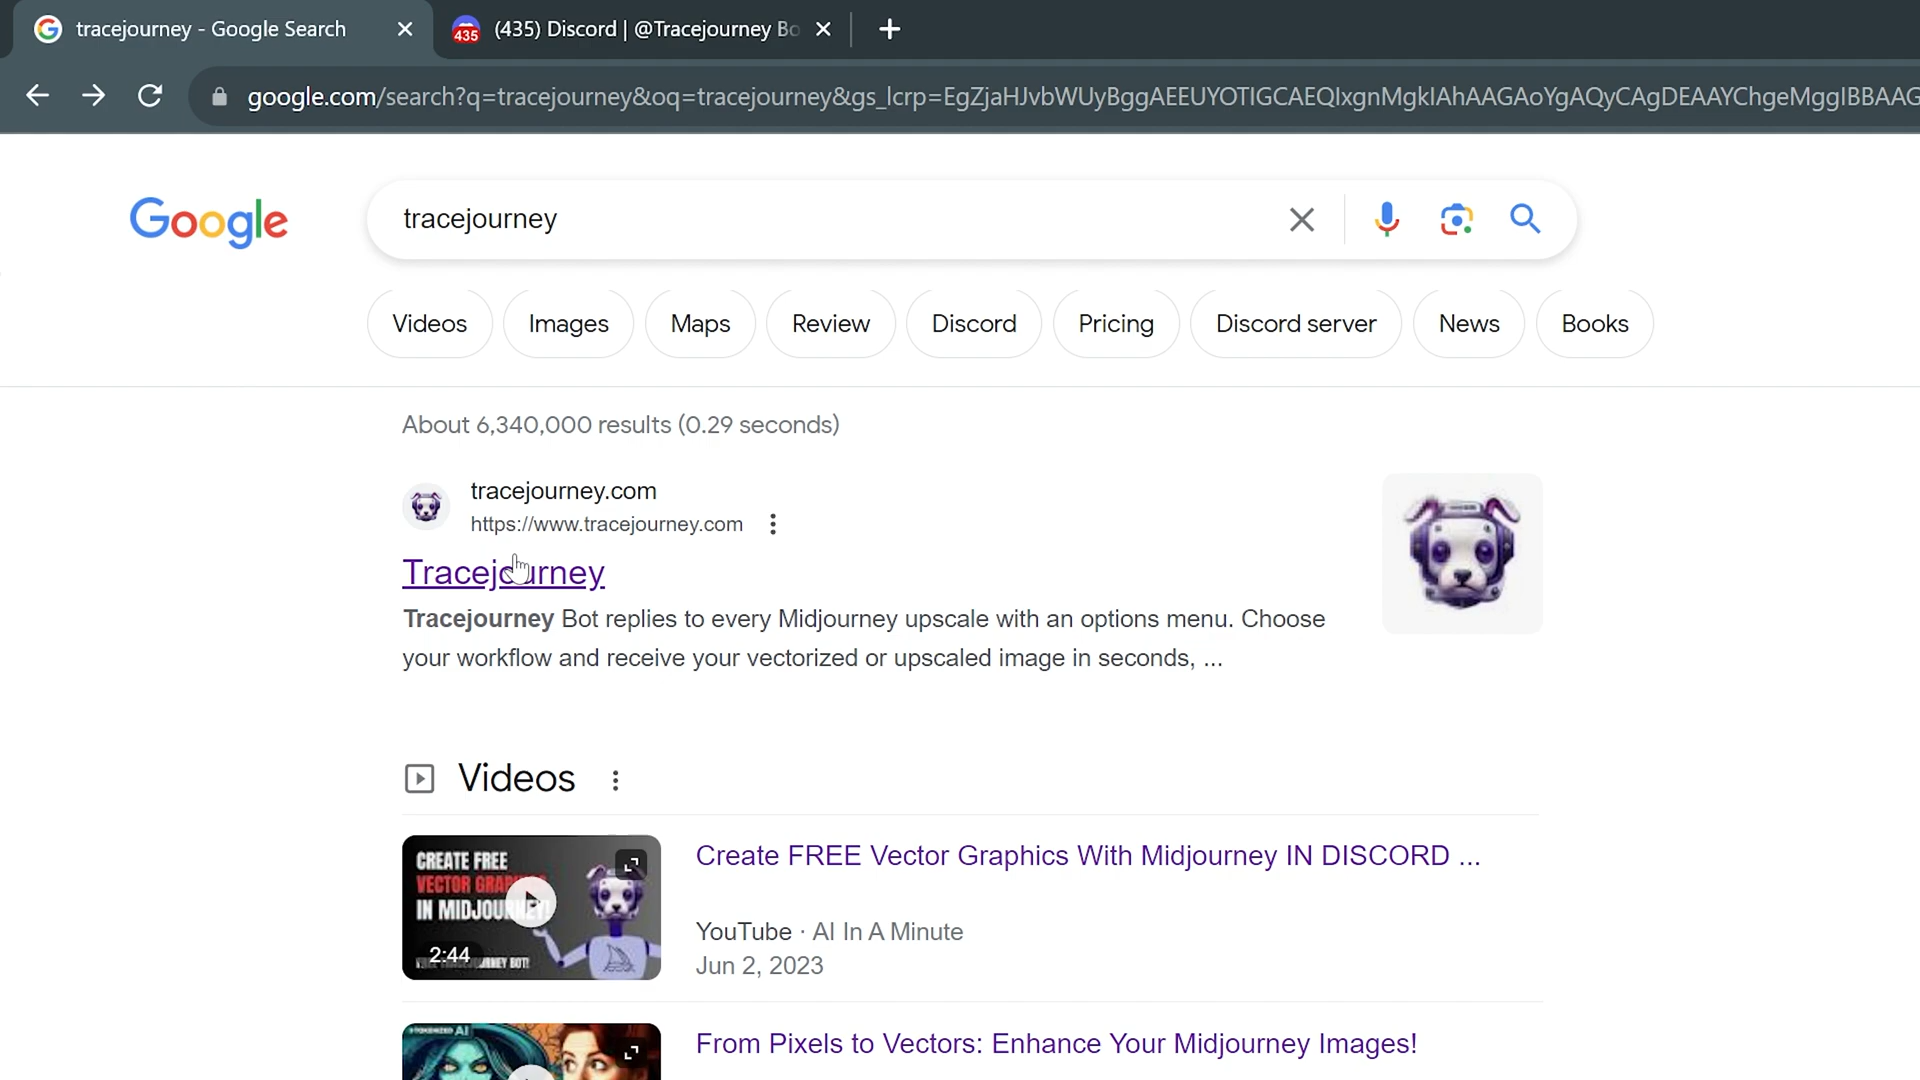 tracejourney - Google Search
435
(435) Discord | @Tracejourney Bo
google.com/search?q=tracejourney&oq=tracejourney&gs_lcrp=
Google
tracejourney
Videos
Images
Maps
Review
Discord
Pricing
Discord server
News
Books
About 6,340,000 results (0.29 seconds)
tracejourney.com
https://www.tracejourney.com
Tracejourney
Tracejourney Bot replies to every Midjourney upscale with an options menu. Choose
your workflow and receive your vectorized or upscaled image in seconds, ...
Videos
CREATE FREE
VECTOR
IN
2:44
BOT!
Create FREE Vector Graphics With Midjourney IN DISCORD ...
YouTube · AI In A Minute
Jun 2, 2023
From Pixels to Vectors: Enhance Your Midjourney Images!